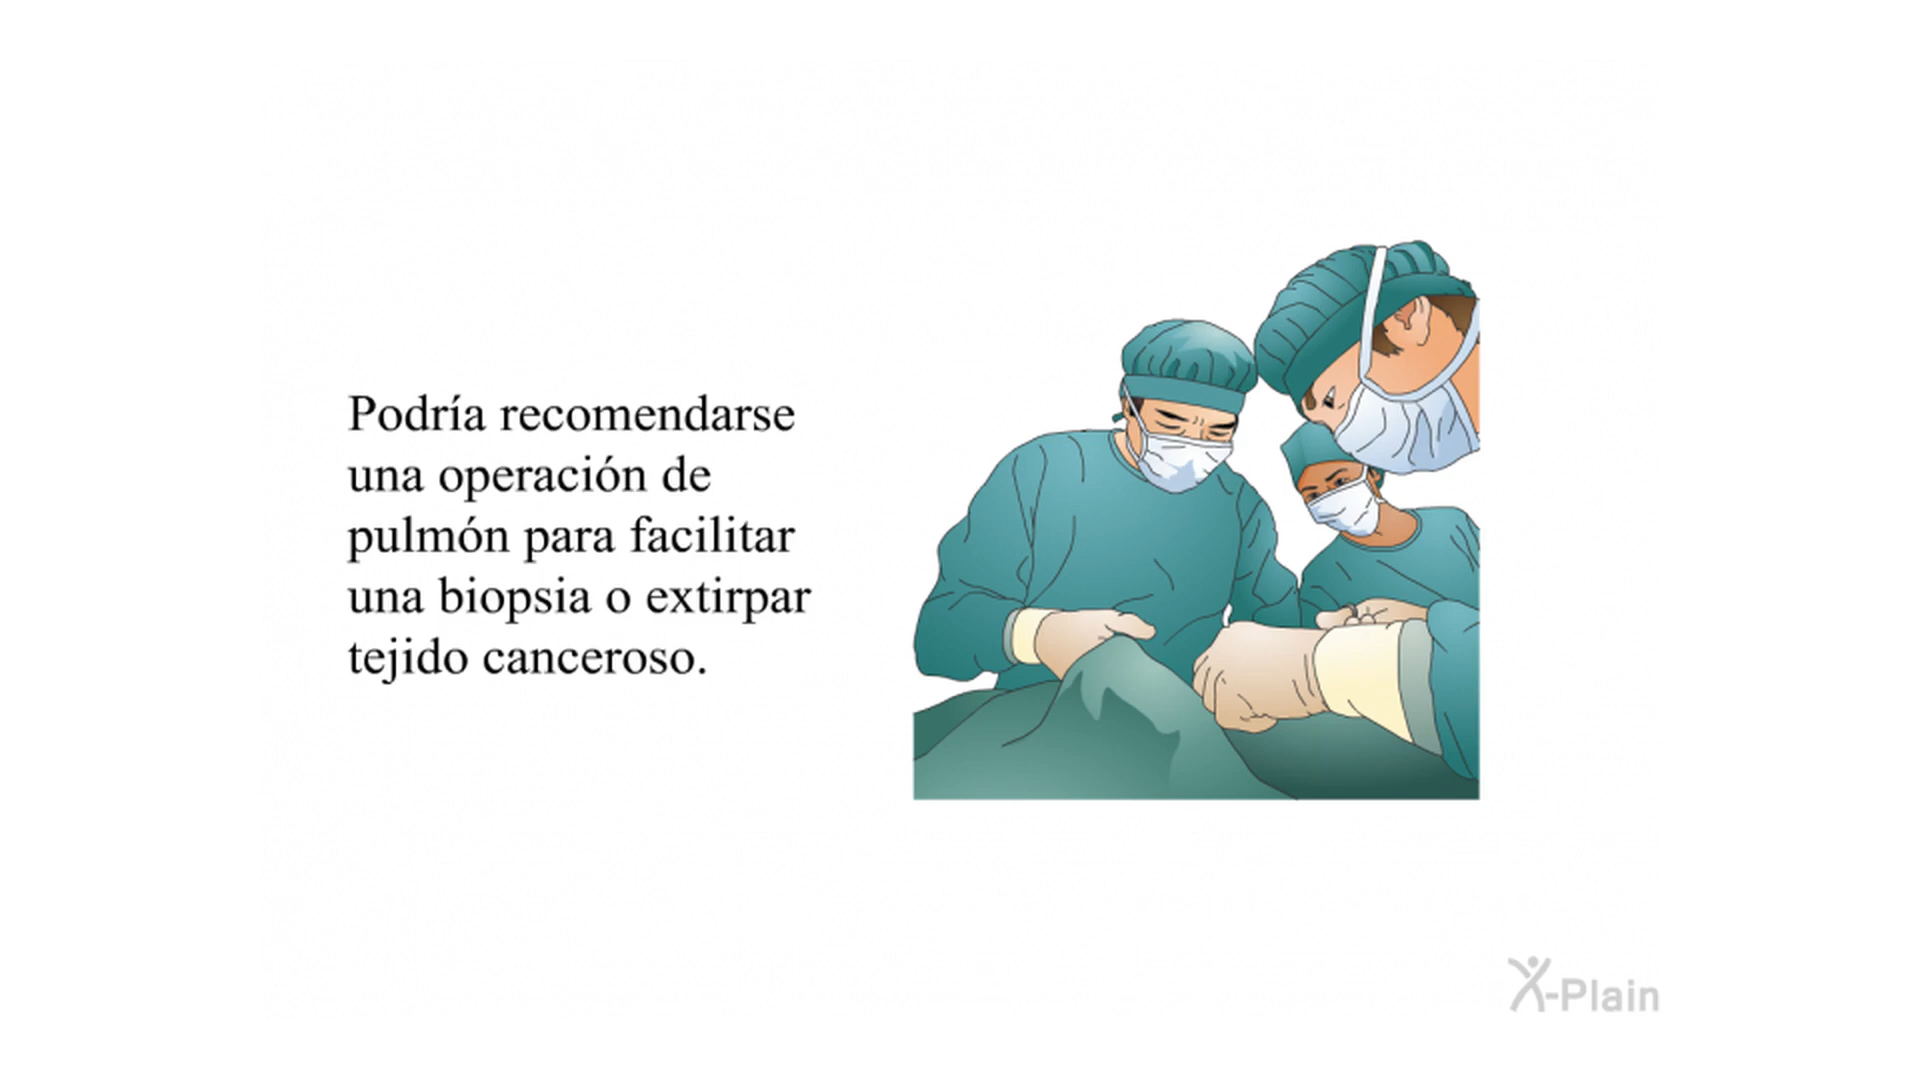 Podría recomendarse
una operación de
pulmón para facilitar
una biopsia o extirpar
tejido canceroso.
X-Plain